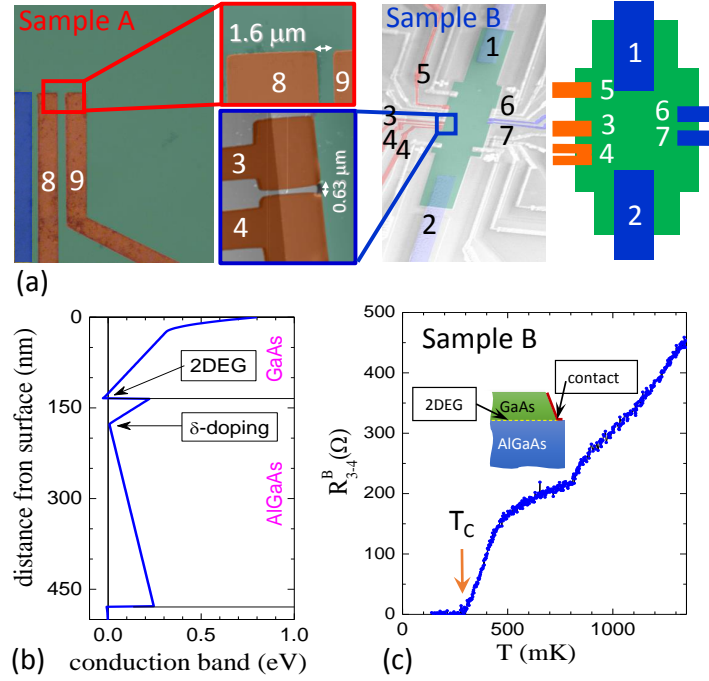 Sample A
1.6 µm
8
9
8
9
3
4
0.63 µm
Sample B
1
5
6
3
7
4
4
2
1
5
3
6
4
7
2
(a)
0
150
300
450
distance fron surface (nm)
GaAs
AlGaAs
2DEG
δ-doping
0.0
0.5
1.0
conduction band (eV)
(b)
500
400
300
200
100
0
R^B_3-4(Ω)
Sample B
contact
2DEG
GaAs
AlGaAs
T_C
0
500
1000
T (mK)
(c)